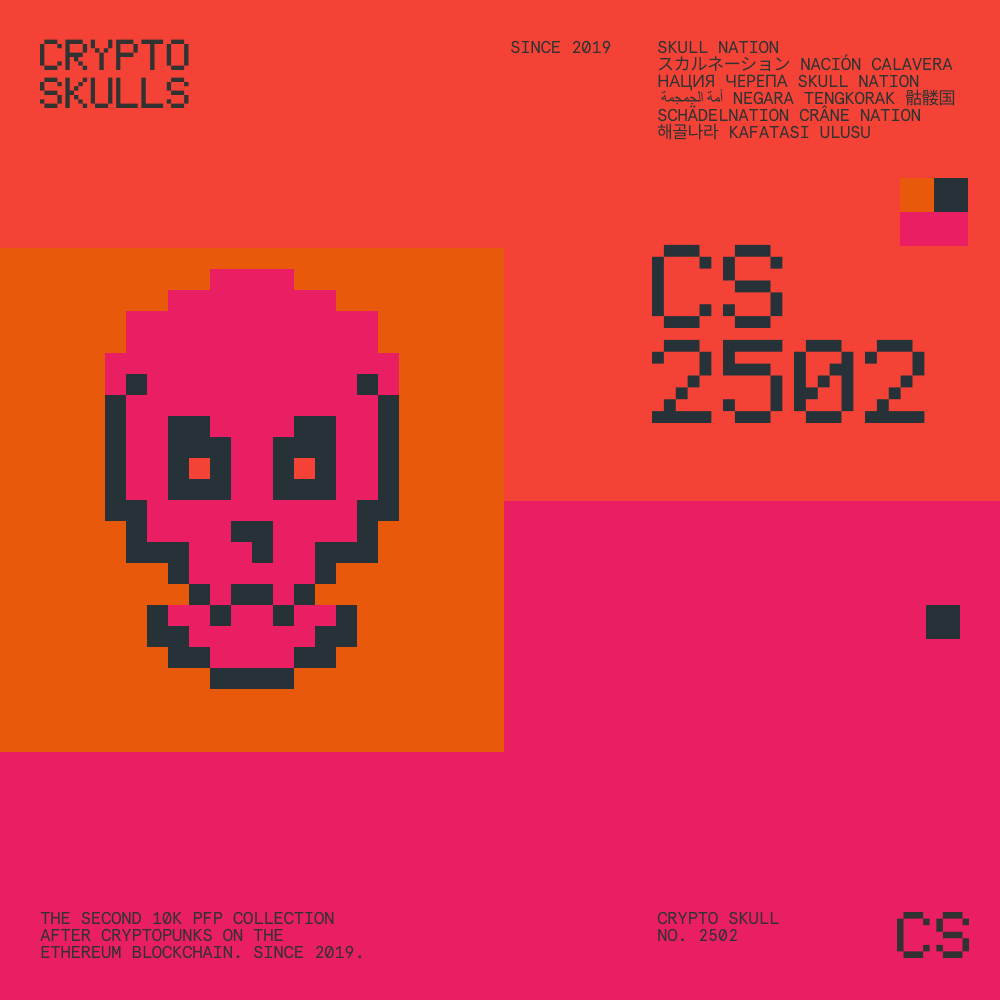 CRYPTO
SKULLS
SINCE 2019
SKULL NATION
スカルネーション NACIÓN CALAVERA
НАЦИЯ ЧЕРЕПА SKULL NATION
أمة الجمجمة NEGARA TENGKORAK 骷髅国
SCHÄDELNATION CRÂNE NATION
해골나라 KAFATASI ULUSU
CS
2502
THE SECOND 10K PFP COLLECTION
AFTER CRYPTOPUNKS ON THE
ETHEREUM BLOCKCHAIN. SINCE 2019.
CRYPTO SKULL
NO. 2502
CS